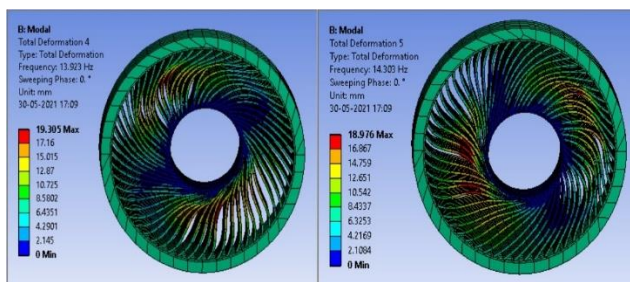 B: Modal
Total Deformation 4
Type: Total Deformation
Frequency: 13.923 Hz
Sweeping Phase: 0. °
Unit: mm
30-05-2021 17:09
19.305 Max
17.16
15.015
12.87
10.725
8.5802
6.4351
4.2901
2.145
0 Min
B: Modal
Total Deformation 5
Type: Total Deformation
Frequency: 14.303 Hz
Sweeping Phase: 0. °
Unit: mm
30-05-2021 17:09
18.976 Max
16.867
14.759
12.651
10.542
8.4337
6.3253
4.2169
2.1084
0 Min